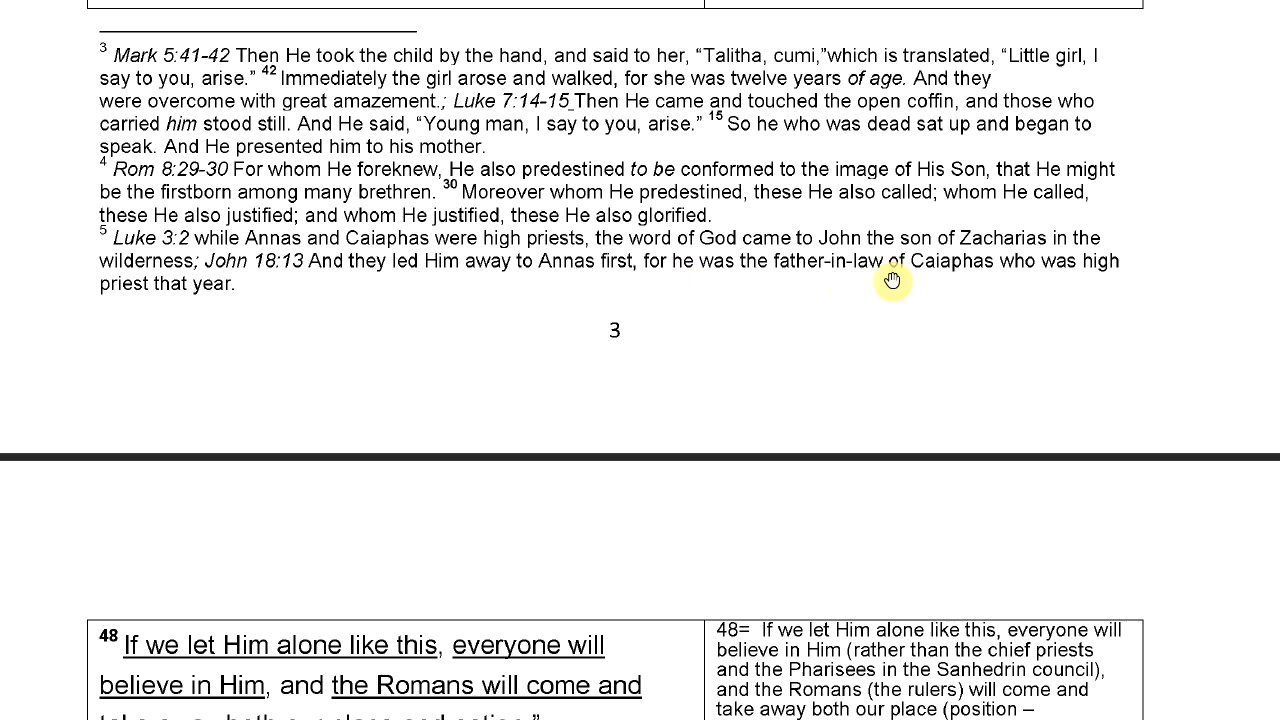 3 Mark 5:41-42 Then He took the child by the hand, and said to her, “Talitha, cumi,”which is translated, “Little girl, I
say to you, arise.” 42 Immediately the girl arose and walked, for she was twelve years of age. And they
were overcome with great amazement.; Luke 7:14-15 Then He came and touched the open coffin, and those who
carried him stood still. And He said, “Young man, I say to you, arise.” 15 So he who was dead sat up and began to
speak. And He presented him to his mother.
4 Rom 8:29-30 For whom He foreknew, He also predestined to be conformed to the image of His Son, that He might
be the firstborn among many brethren. 30 Moreover whom He predestined, these He also called; whom He called,
these He also justified; and whom He justified, these He also glorified.
5 Luke 3:2 while Annas and Caiaphas were high priests, the word of God came to John the son of Zacharias in the
wilderness; John 18:13 And they led Him away to Annas first, for he was the father-in-law of Caiaphas who was high
priest that year.
3
48 If we let Him alone like this, everyone will
believe in Him, and the Romans will come and
take away both our place and nation.”
48= If we let Him alone like this, everyone will
believe in Him (rather than the chief priests
and the Pharisees in the Sanhedrin council),
and the Romans (the rulers) will come and
take away both our place (position –